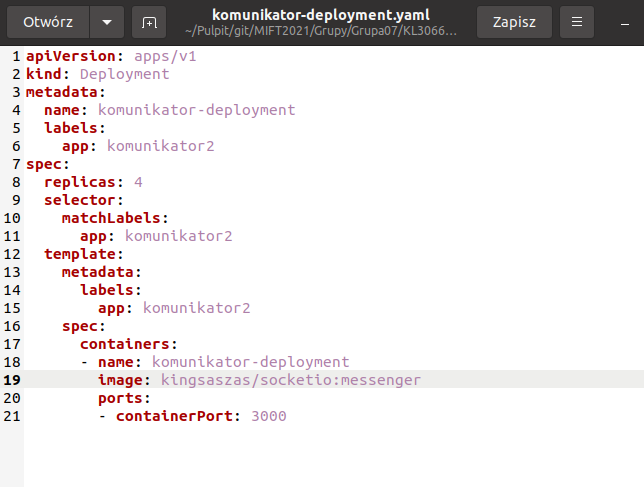 komunikator-deployment.yaml
Otwórz
~/Pulpit/git/MIFT2021/Grupy/Grupa07/KL3066...
Zapisz
1 apiVersion: apps/v1
2 kind: Deployment
3 metadata:
4   name: komunikator-deployment
5   labels:
6     app: komunikator2
7 spec:
8   replicas: 4
9   selector:
10     matchLabels:
11       app: komunikator2
12   template:
13     metadata:
14       labels:
15         app: komunikator2
16     spec:
17       containers:
18       - name: komunikator-deployment
19         image: kingsaszas/socketio:messenger
20         ports:
21         - containerPort: 3000